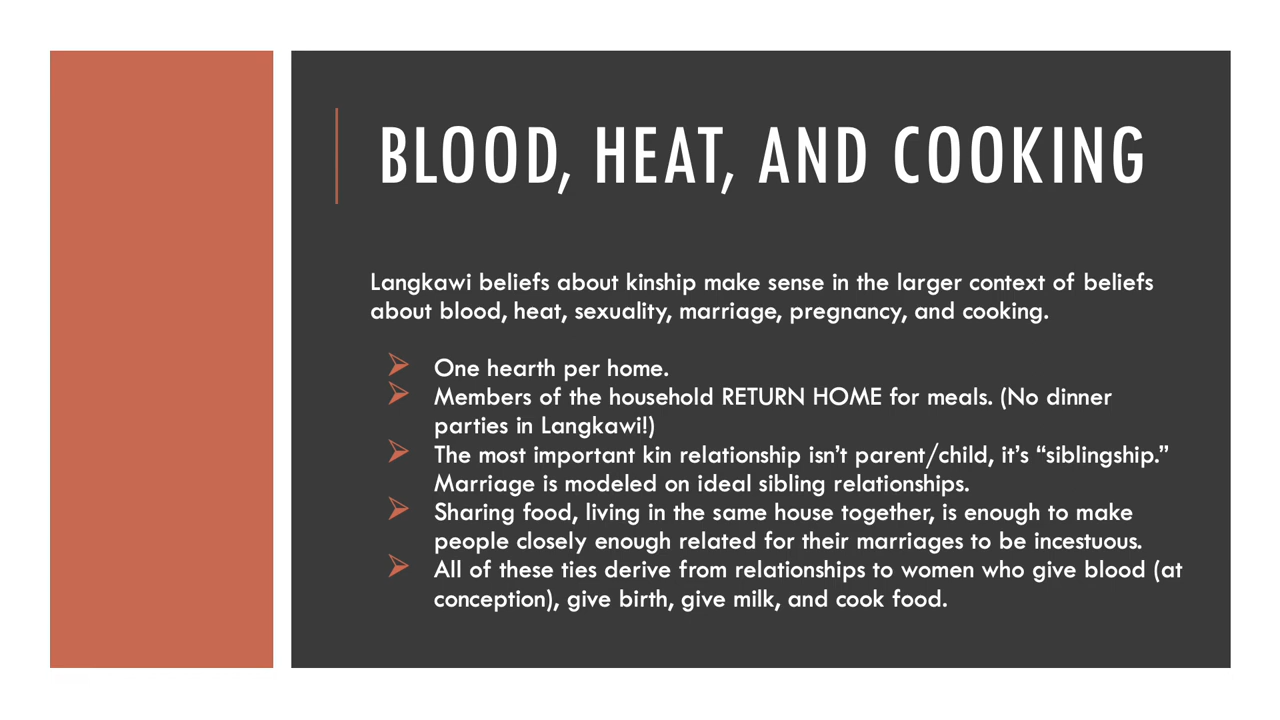 BLOOD, HEAT, AND COOKING
Langkawi beliefs about kinship make sense in the larger context of beliefs
about blood, heat, sexuality, marriage, pregnancy, and cooking.
One hearth per home.
Members of the household RETURN HOME for meals. (No dinner
parties in Langkawi!)
The most important kin relationship isn’t parent/child, it’s “siblingship.”
Marriage is modeled on ideal sibling relationships.
Sharing food, living in the same house together, is enough to make
people closely enough related for their marriages to be incestuous.
All of these ties derive from relationships to women who give blood (at
conception), give birth, give milk, and cook food.